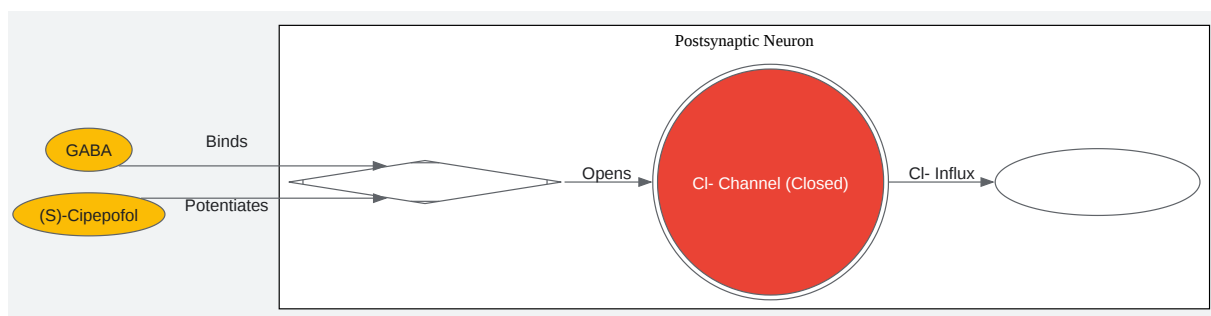 Postsynaptic Neuron
GABA
Binds
(S)-Cipepofol
Potentiates
Opens
Cl- Channel (Closed)
Cl- Influx